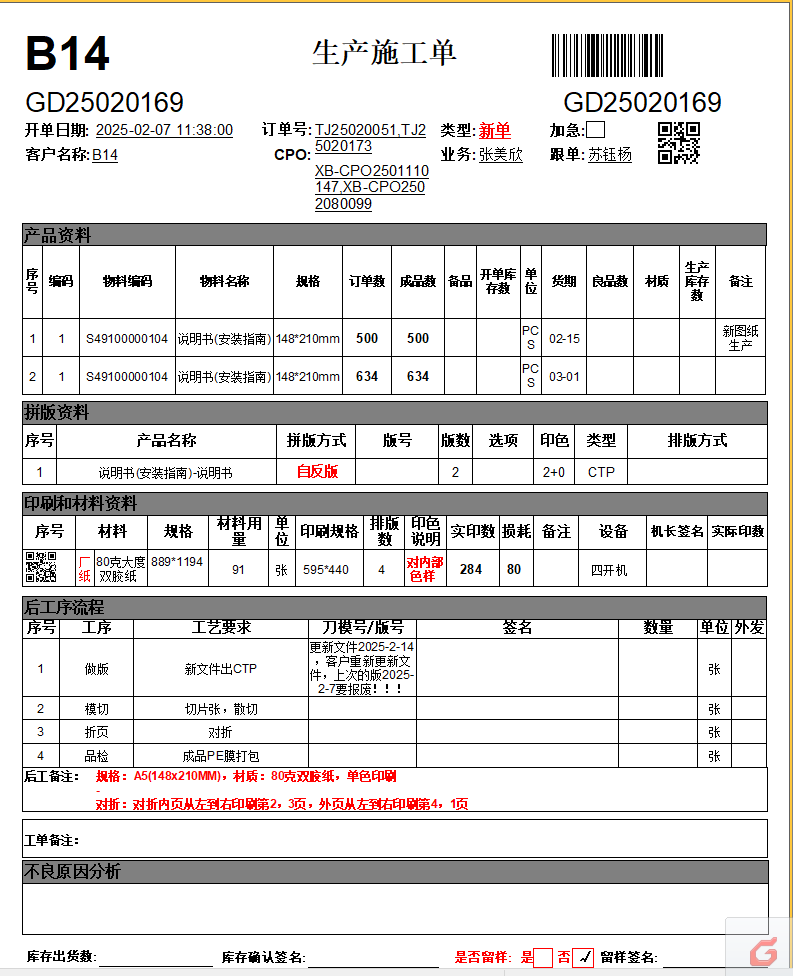 B14
生产施工单
GD25020169
GD25020169
开单日期: 2025-02-07 11:38:00 订单号: TJ25020051,TJ25020173 类型: 新单 加急:
客户名称: B14 CPO: XB-CPO2501110147,XB-CPO2502080099 业务: 张美欣 跟单: 苏钰杨
产品资料
序号 编码 物料编码 物料名称 规格 订单数 成品数 备品 开单库存数 单位 货期 良品数 材质 生产库存数 备注
1 1 S49100000104 说明书(安装指南) 148*210mm 500 500 PCS 02-15 新图纸生产
2 1 S49100000104 说明书(安装指南) 148*210mm 634 634 PCS 03-01
拼版资料
序号 产品名称 拼版方式 版号 版数 选项 印色 类型 排版方式
1 说明书(安装指南)-说明书 自反版 2 2+0 CTP
印刷和材料资料
序号 材料 规格 材料用量 单位 印刷规格 排版数 印色说明 实印数 损耗 备注 设备 机长签名 实际印数
厂纸 80克大度双胶纸 889*1194 91 张 595*440 4 对内部色样 284 80 四开机
后工序流程
序号 工序 工艺要求 刀模号/版号 签名 数量 单位 外发
1 做版 新文件出CTP 更新文件2025-2-14，客户重新更新文件，上次的版2025-2-7要报废！！！ 张
2 模切 切片张，散切 张
3 折页 对折 张
4 品检 成品PE膜打包 张
后工备注: 规格：A5(148x210MM)，材质：80克双胶纸，单色印刷
-
对折：对折内页从左到右印刷第2，3页，外页从左右印刷第4，1页
工单备注:
不良原因分析
库存出货数: 库存确认签名: 是否留样: 是 否 ✓ 留样签名: